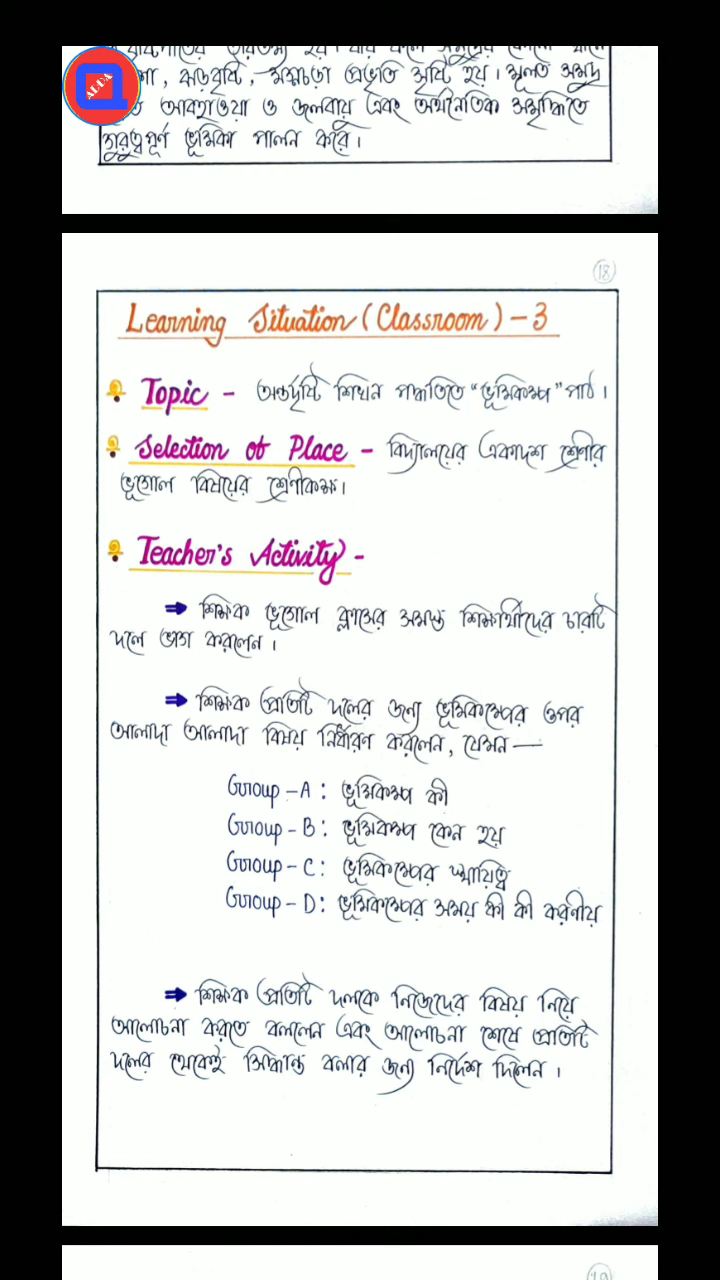 ALDA
ঝড়বৃষ্টি, প্রভৃতি সৃষ্টি হয়। মূলত সমুদ্র
আবহাওয়া ও জলবায়ু এবং অর্থনৈতিক সমৃদ্ধিতে
গুরুত্বপূর্ণ ভূমিকা পালন করে।
18
Learning Situation (Classroom) - 3
Topic - অন্তর্দৃষ্টি শিখন পদ্ধতিতে "ভূমিকম্প" পাঠ।
Selection of Place - বিদ্যালয়ের একাদশ শ্রেণীর
ভূগোল বিষয়ের শ্রেণীকক্ষ।
Teacher's Activity -
⇒ শিক্ষক ভূগোল ক্লাসের সমস্ত শিক্ষার্থীদের চারটি
দলে ভাগ করলেন।
⇒ শিক্ষক প্রতিটি দলের জন্য ভূমিকম্পের ওপর
আলাদা আলাদা বিষয় নির্ধারণ করলেন, যেমন —
Group - A : ভূমিকম্প কী
Group - B : ভূমিকম্প কেন হয়
Group - C : ভূমিকম্পের স্থায়িত্ব
Group - D : ভূমিকম্পের সময় কী কী করণীয়
⇒ শিক্ষক প্রতিটি দলকে নিজেদের বিষয় নিয়ে
আলোচনা করতে বললেন এবং আলোচনা শেষে প্রতিটি
দলের থেকেই সিদ্ধান্ত বলার জন্য নির্দেশ দিলেন।
19